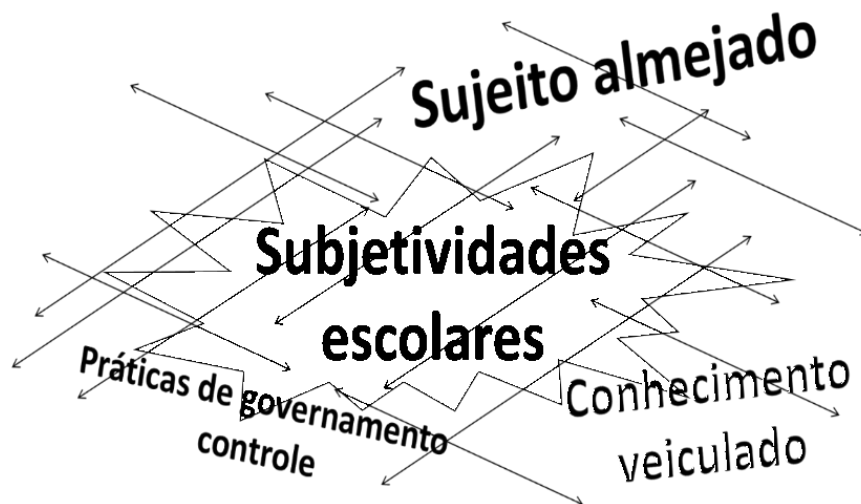 Sujeito almejado
Subjetividades
escolares
Práticas de governamento
controle
Conhecimento
veiculado